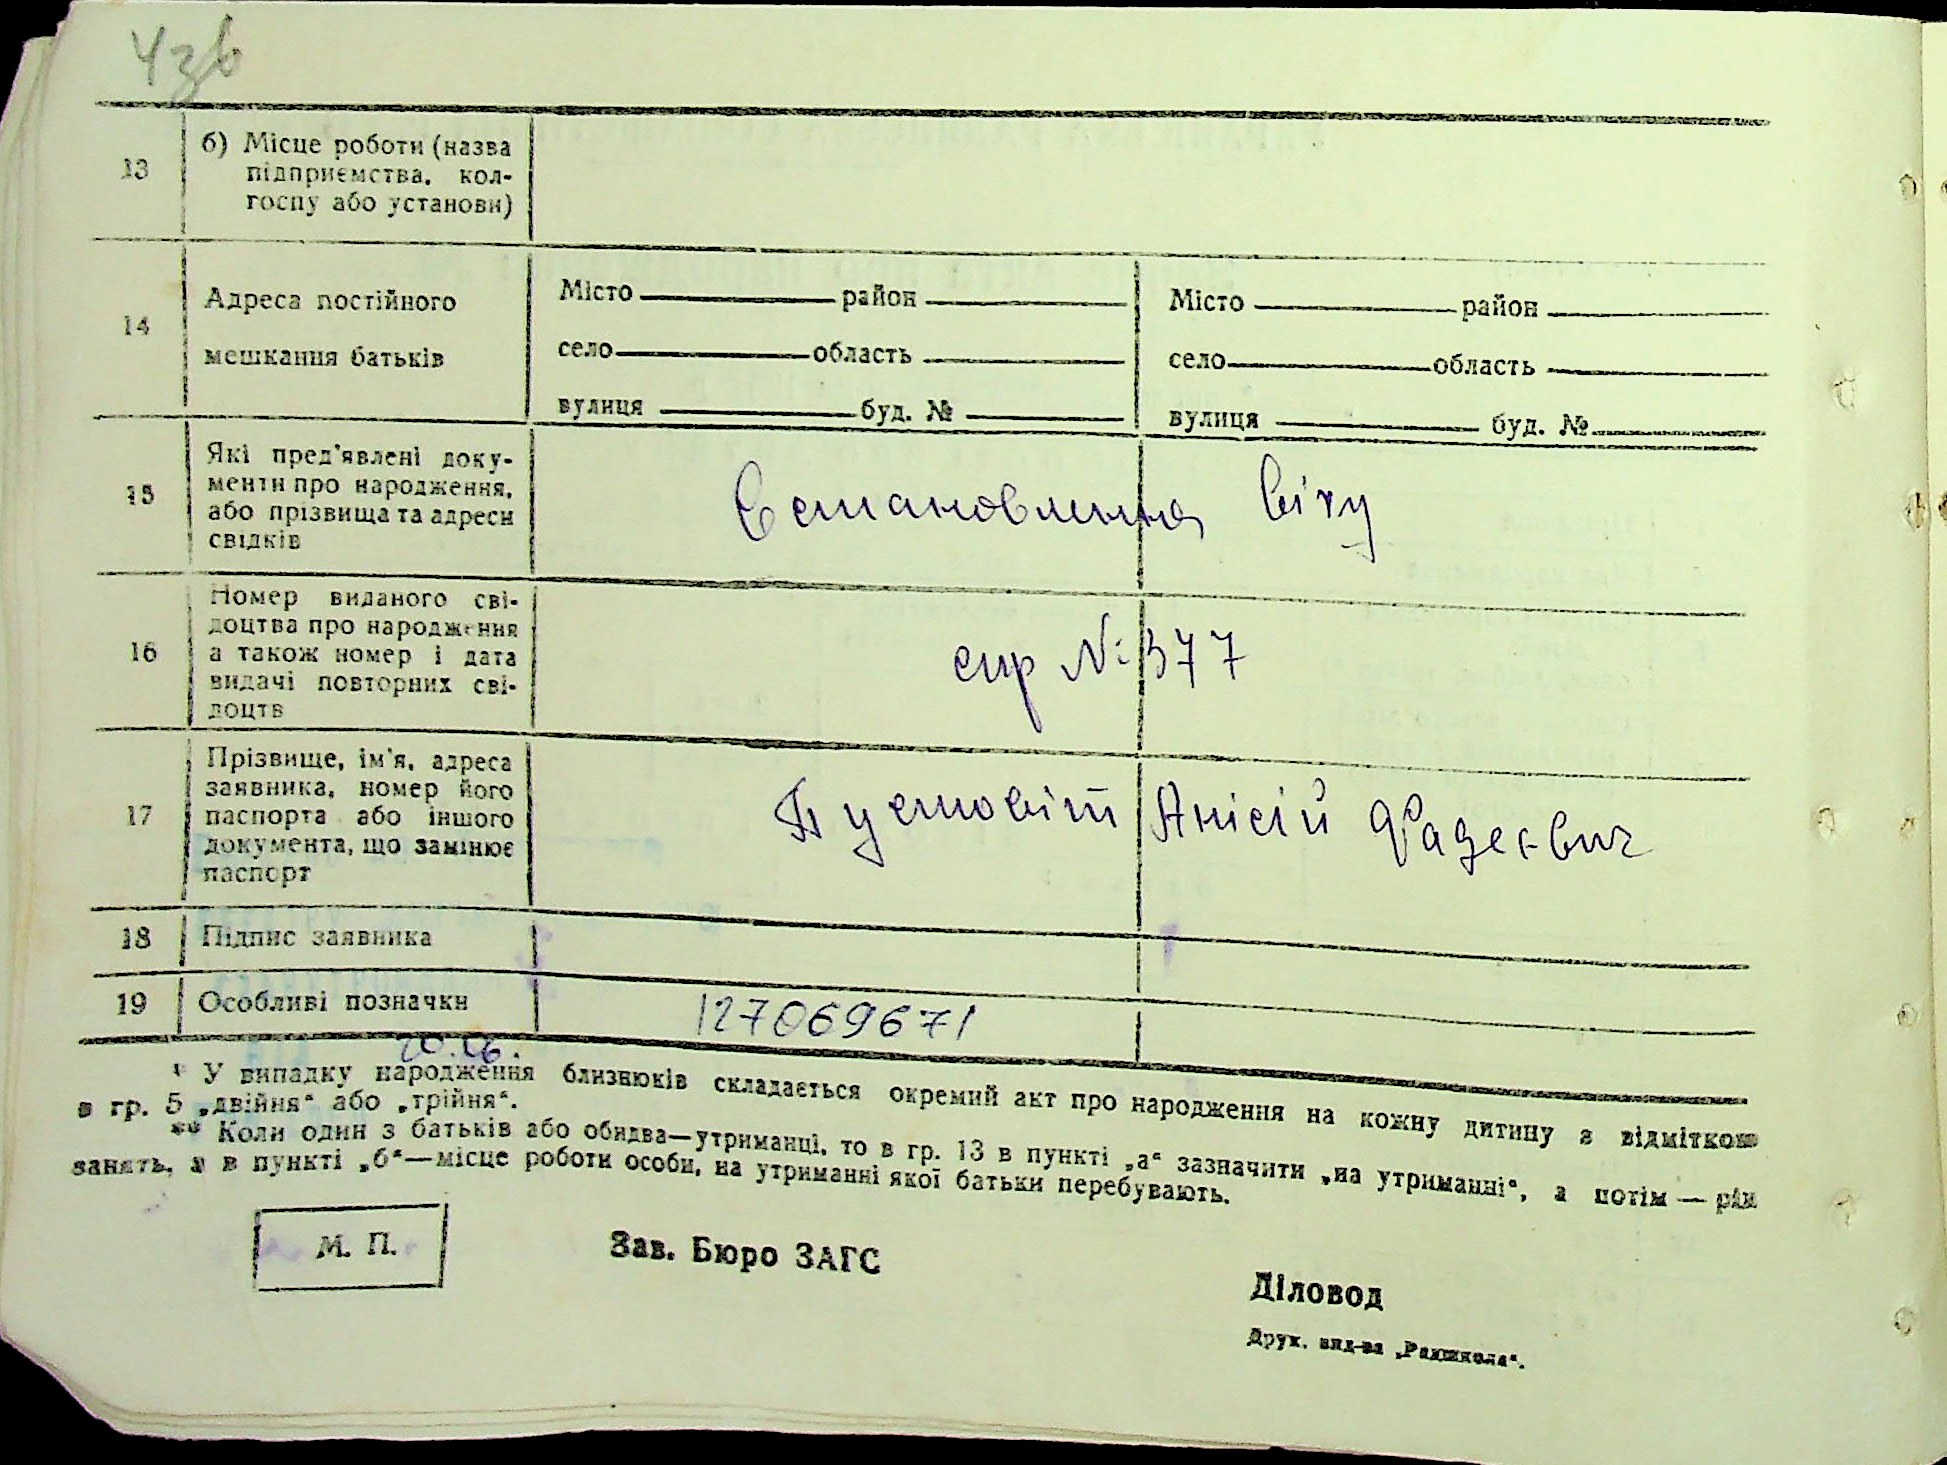 4зв
13
б) Місце роботи (назва
підприємства, кол-
госпу або установи)
14
Адреса постійного
мешкання батьків
Місто район
село область
вулиця буд. №
Місто район
село область
вулиця буд. №
15
Які пред'явлені доку-
менти про народження,
або прізвища та адреси
свідків
Встановлення віку
16
Номер виданого сві-
доцтва про народження
а також номер і дата
видачі повторних сві-
доцтв
спр № 377
17
Прізвище, ім'я, адреса
заявника, номер його
паспорта або іншого
документа, що замінює
паспорт
Пустовіт Анісій Фадеєвич
18
Підпис заявника
19
Особливі позначки
127069671
20.06.
* У випадку народження близнюків складається окремий акт про народження на кожну дитину з відміткою
в гр. 5 „двійня“ або „трійня“.
** Коли один з батьків або обидва—утриманці, то в гр. 13 в пункті „а“ зазначити „на утриманні“, а потім — рід
занять, а в пункті „б“—місце роботи особи, на утриманні якої батьки перебувають.
М. П.
Зав. Бюро ЗАГС
Діловод
Друк. вид-ва „Радшкола“.